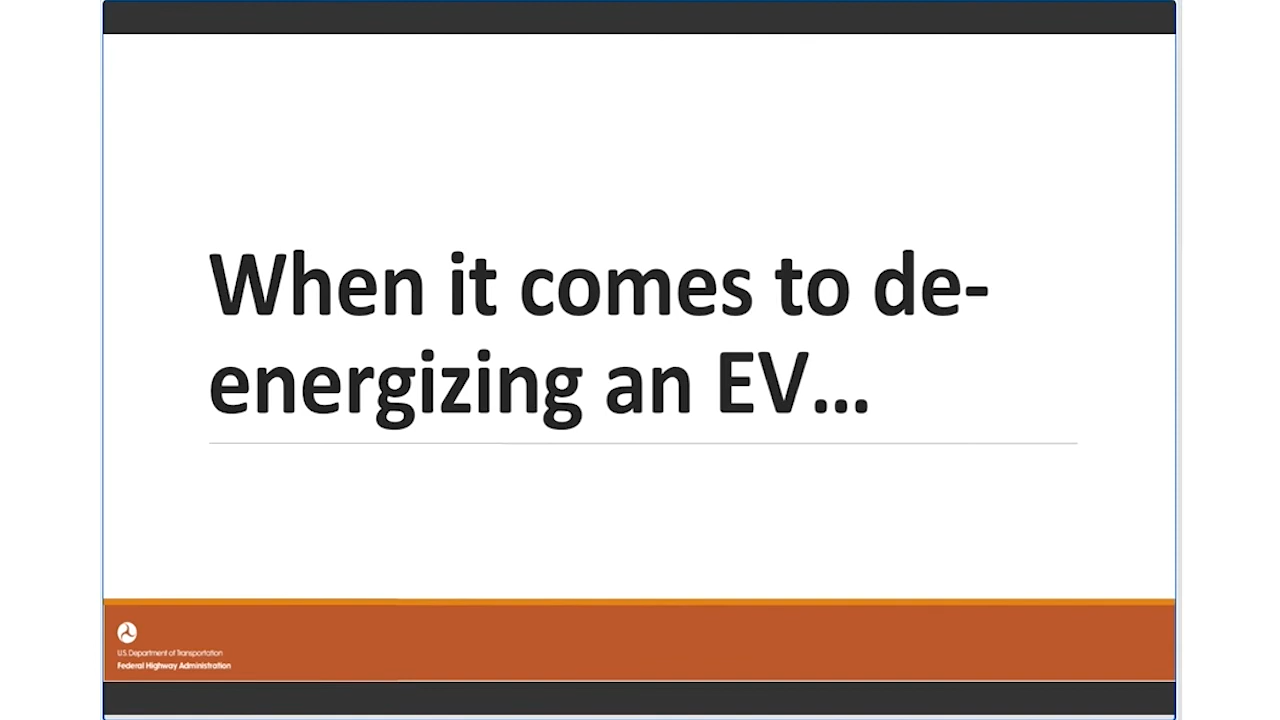 When it comes to de-
energizing an EV...
U.S. Department of Transportation
Federal Highway Administration